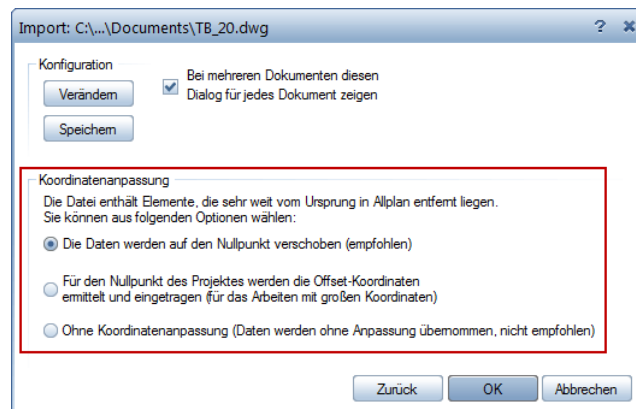 Import: C:\...\Documents\TB_20.dwg
Konfiguration
Verändern
Bei mehreren Dokumenten diesen
Dialog für jedes Dokument zeigen
Speichern
Koordinatenanpassung
Die Datei enthält Elemente, die sehr weit vom Ursprung in Allplan entfernt liegen.
Sie können aus folgenden Optionen wählen:
Die Daten werden auf den Nullpunkt verschoben (empfohlen)
Für den Nullpunkt des Projektes werden die Offset-Koordinaten
ermittelt und eingetragen (für das Arbeiten mit großen Koordinaten)
Ohne Koordinatenanpassung (Daten werden ohne Anpassung übernommen, nicht empfohlen)
Zurück OK Abbrechen